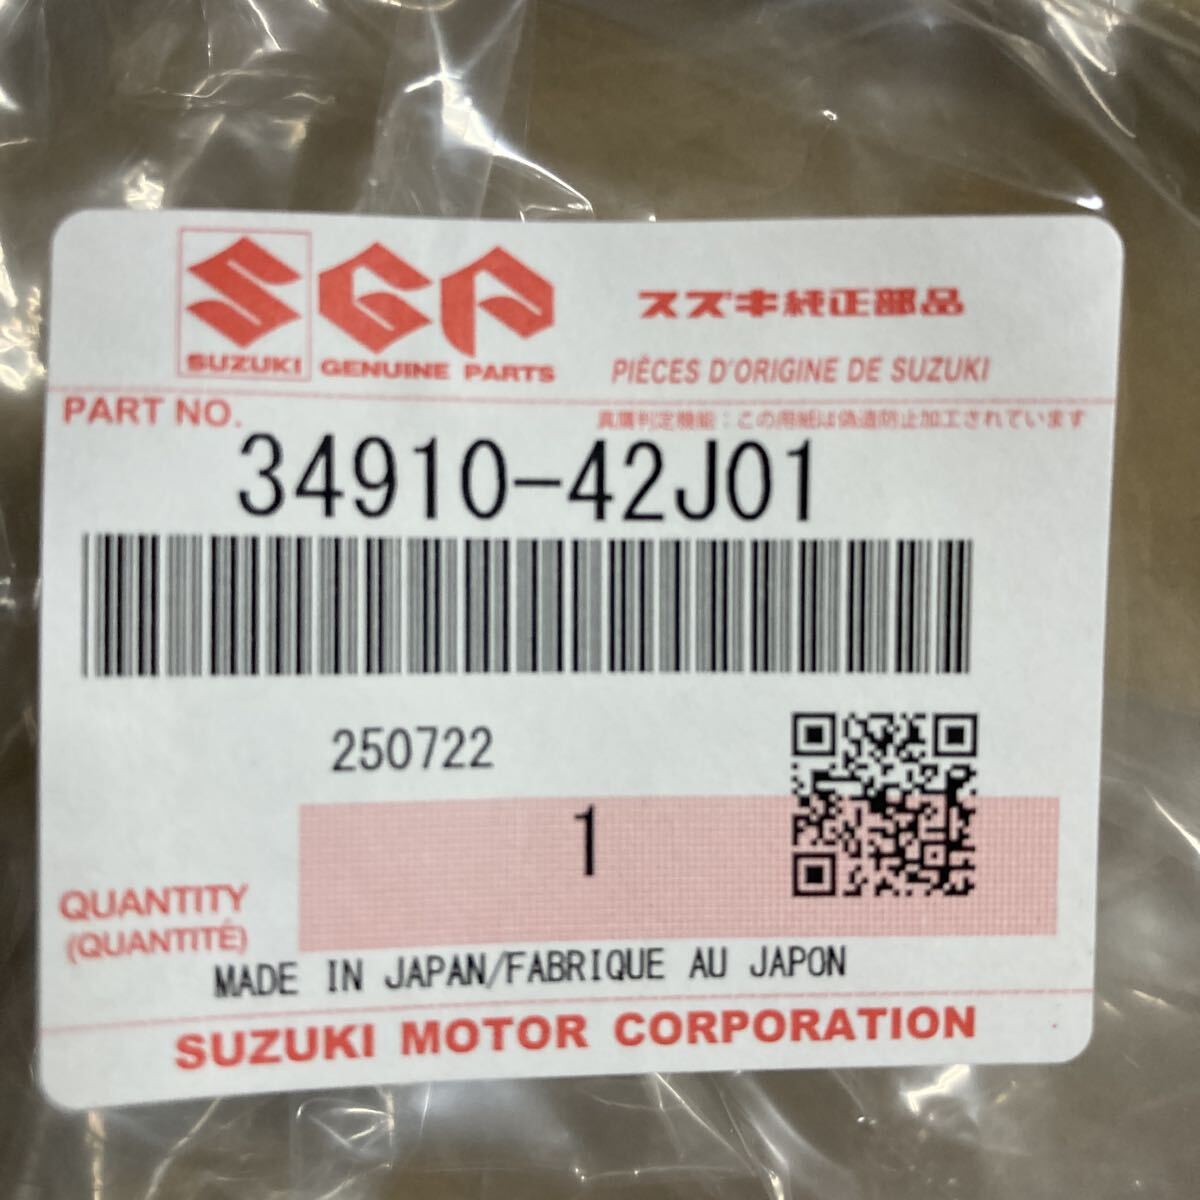 SGP
スズキ純正部品
SUZUKI GENUINE PARTS
PIÈCES D'ORIGINE DE SUZUKI
PART NO.
真贋判定機能：この用紙は偽造防止加工されています
34910-42J01
250722
1
QUANTITY
(QUANTITÉ)
MADE IN JAPAN/FABRIQUE AU JAPON
SUZUKI MOTOR CORPORATION